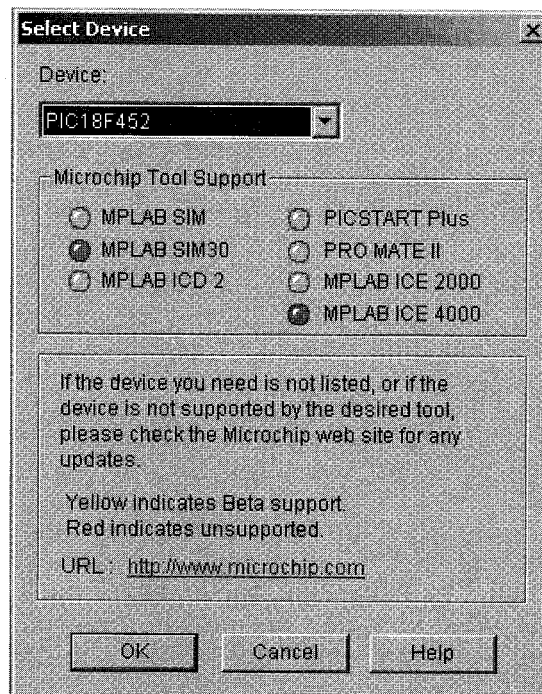 Select Device
Device:
PIC18F452
Microchip Tool Support
MPLAB SIM
PICSTART Plus
MPLAB SIM30
PRO MATE II
MPLAB ICD 2
MPLAB ICE 2000
MPLAB ICE 4000
If the device you need is not listed, or if the
device is not supported by the desired tool,
please check the Microchip web site for any
updates.
Yellow indicates Beta support.
Red indicates unsupported.
URL : http://www.microchip.com
OK
Cancel
Help